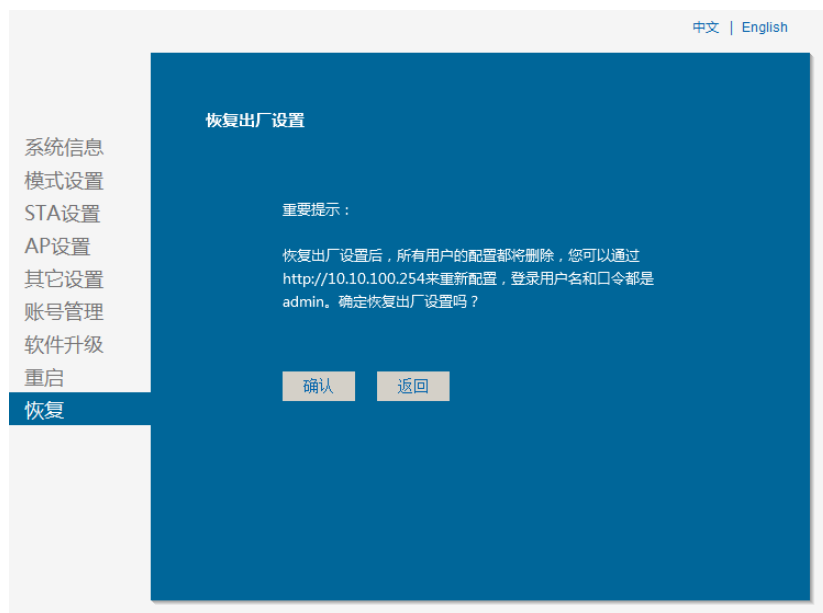 中文 | English
恢复出厂设置
系统信息
模式设置
STA设置
AP设置
其它设置
账号管理
软件升级
重启
恢复
重要提示：
恢复出厂设置后，所有用户的配置都将删除，您可以通过
http://10.10.100.254来重新配置，登录用户名和口令都是
admin。确定恢复出厂设置吗？
确认 返回